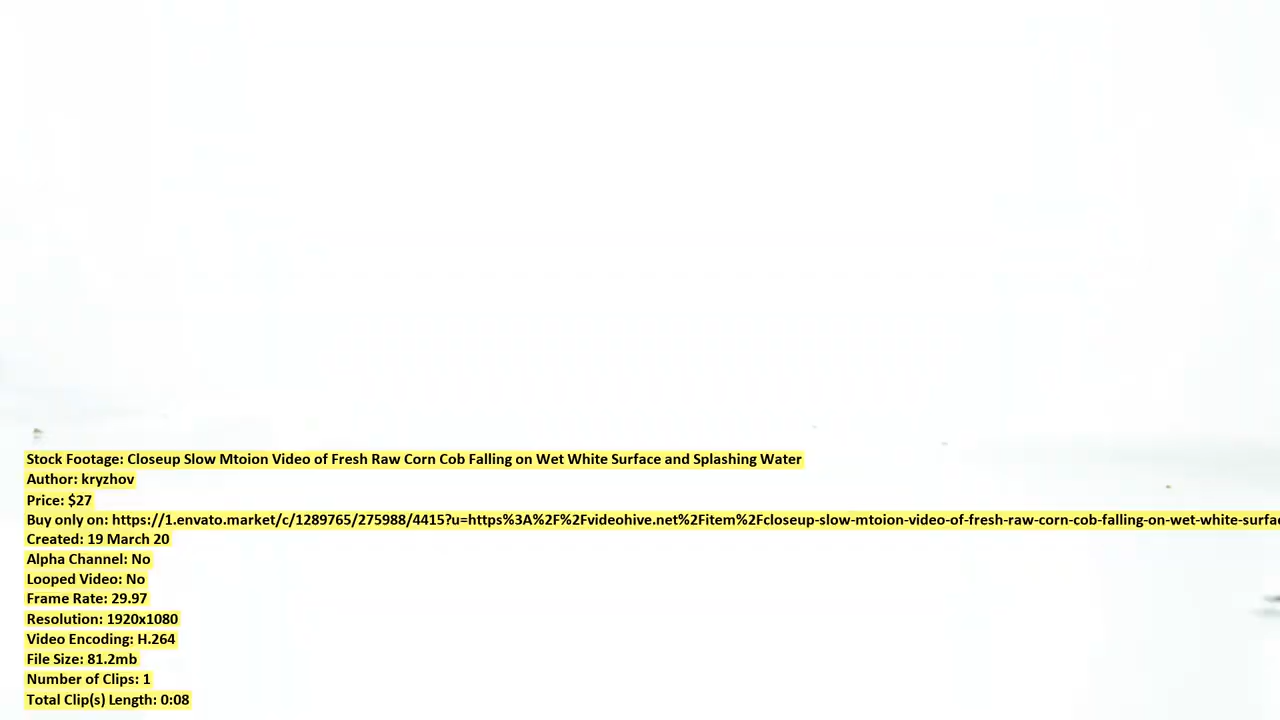 Stock Footage: Closeup Slow Mtoion Video of Fresh Raw Corn Cob Falling on Wet White Surface and Splashing Water
Author: kryzhov
Price: $27
Buy only on: https://1.envato.market/c/1289765/275988/4415?u=https%3A%2F%2Fvideohive.net%2Fitem%2Fcloseup-slow-mtoion-video-of-fresh-raw-corn-cob-falling-on-wet-white-surfac
Created: 19 March 20
Alpha Channel: No
Looped Video: No
Frame Rate: 29.97
Resolution: 1920x1080
Video Encoding: H.264
File Size: 81.2mb
Number of Clips: 1
Total Clip(s) Length: 0:08